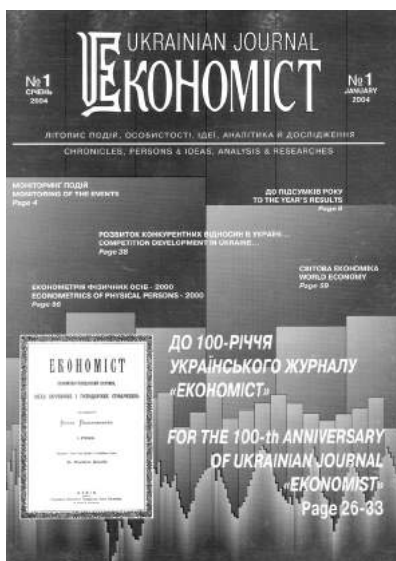 UKRAINIAN JOURNAL
ЕКОНОМІСТ
№1
СІЧЕНЬ
2004
№1
JANUARY
2004
ЛІТОПИС ПОДІЙ, ОСОБИСТОСТІ, ІДЕЇ, АНАЛІТИКА Й ДОСЛІДЖЕННЯ
CHRONICLES, PERSONS & IDEAS, ANALYSIS & RESEARCHES
МОНІТОРИНГ ПОДІЙ
MONITORING OF THE EVENTS
Page 4
ДО ПІДСУМКІВ РОКУ
TO THE YEAR'S RESULTS
РОЗВИТОК КОНКУРЕНТНИХ ВІДНОСИН В УКРАЇНІ...
COMPETITION DEVELOPMENT IN UKRAINE...
Page 38
СВІТОВА ЕКОНОМІКА
WORLD ECONOMY
Page 59
ЕКОНОМЕТРІЯ ФІЗИЧНИХ ОСІБ - 2000
ECONOMETRICS OF PHYSICAL PERSONS - 2000
ЕКОНОМІСТ
ДО 100-РІЧЧЯ
УКРАЇНСЬКОГО ЖУРНАЛУ
«ЕКОНОМІСТ»
FOR THE 100-th ANNIVERSARY
OF UKRAINIAN JOURNAL
«EKONOMIST»
Page 26-33